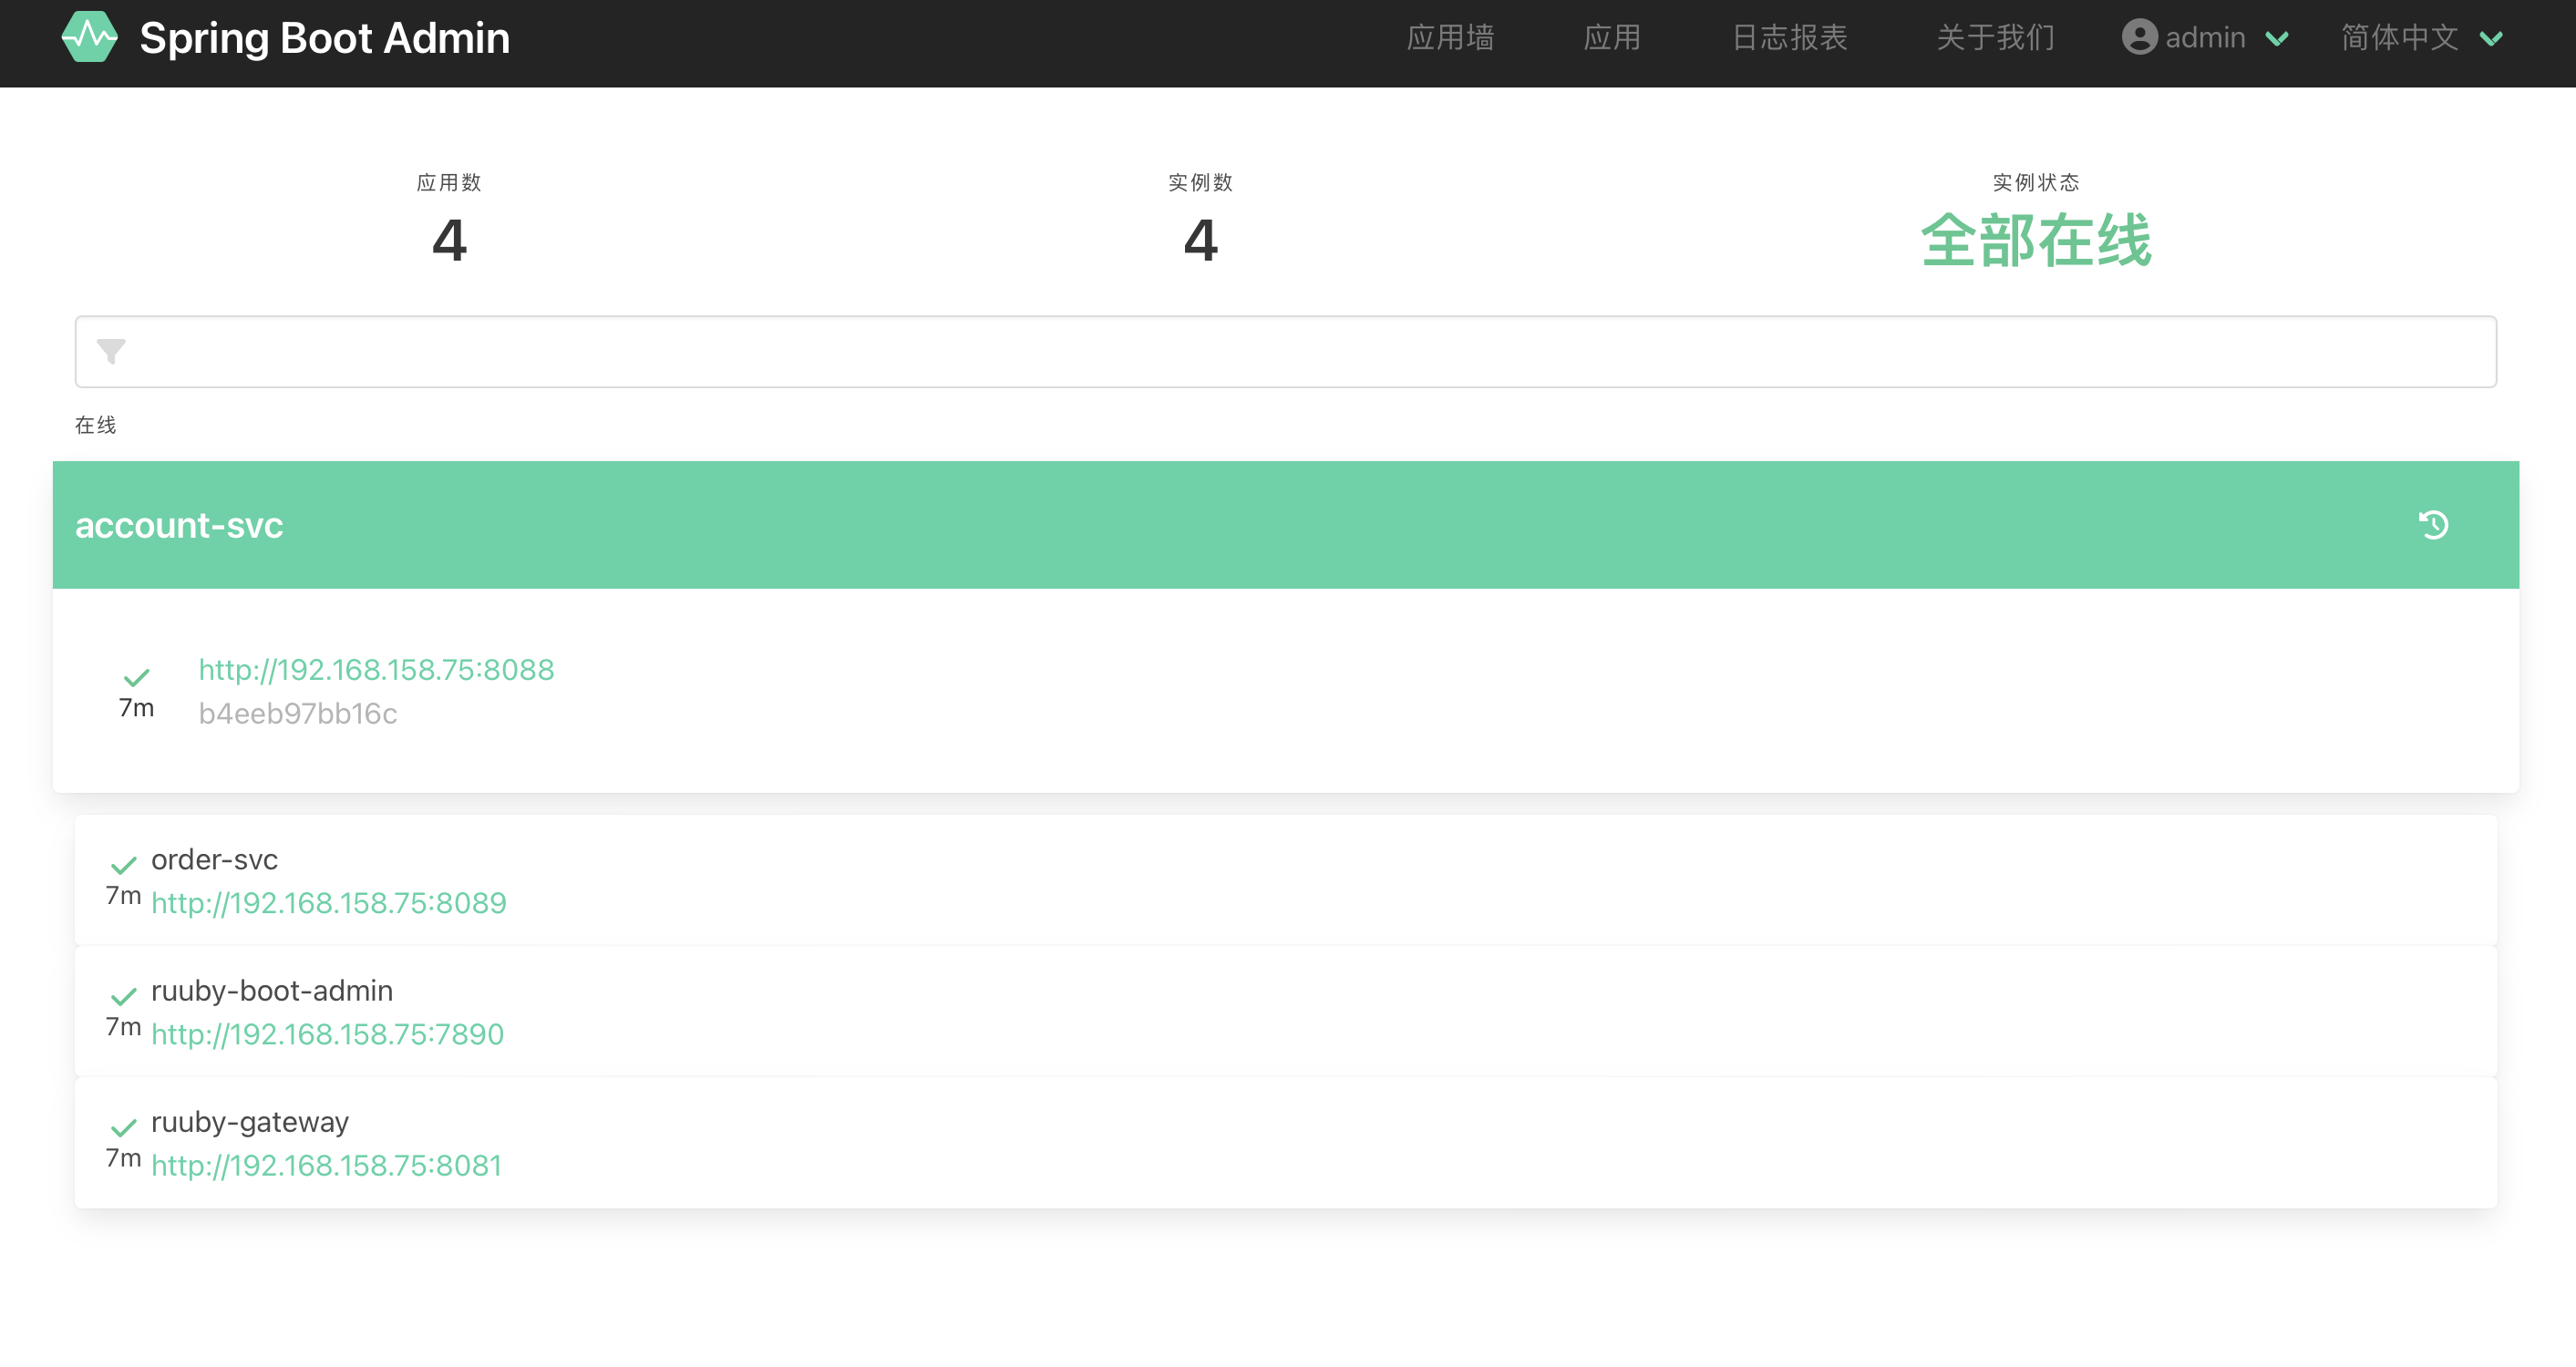 Spring Boot Admin
应用墙
应用
日志报表
关于我们
admin
简体中文
应用数
4
实例数
4
实例状态
全部在线
在线
account-svc
7m
http://192.168.158.75:8088
b4eeb97bb16c
order-svc
7m
http://192.168.158.75:8089
ruuby-boot-admin
7m
http://192.168.158.75:7890
ruuby-gateway
7m
http://192.168.158.75:8081